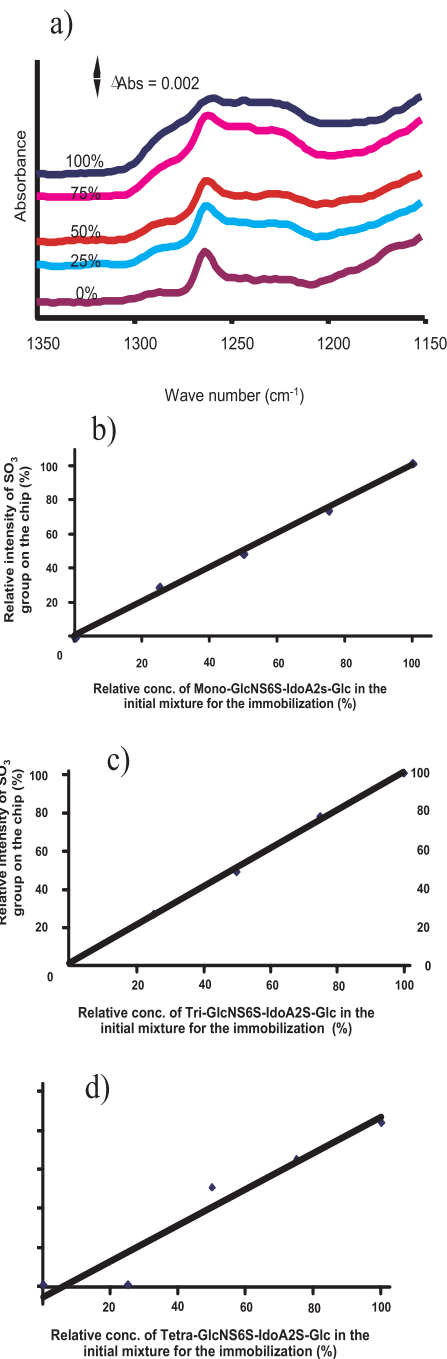 a)
ΔAbs = 0.002
Absorbance
100%
75%
50%
25%
0%
1350 1300 1250 1200 1150
Wave number (cm-1)
b)
Relative intensity of SO3
group on the chip (%)
100
80
60
40
20
0 20 40 60 80 100
Relative conc. of Mono-GlcNS6S-IdoA2s-Glc in the
initial mixture for the immobilization (%)
c)
Relative intensity of SO3
group on the chip (%)
100 100
80 80
60 60
40 40
20 20
0 0
20 40 60 80 100
Relative conc. of Tri-GlcNS6S-IdoA2S-Glc in the
initial mixture for the immobilization (%)
d)
20 40 60 80 100
Relative conc. of Tetra-GlcNS6S-IdoA2S-Glc in the
initial mixture for the immobilization (%)